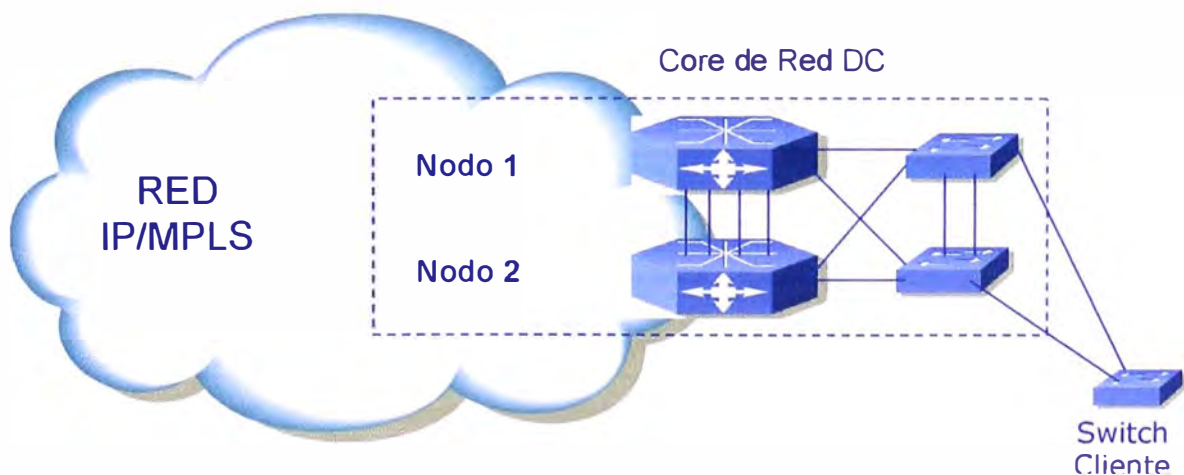 Core de Red DC
Nodo 1
RED
IP/MPLS
Nodo 2
Switch
Cliente